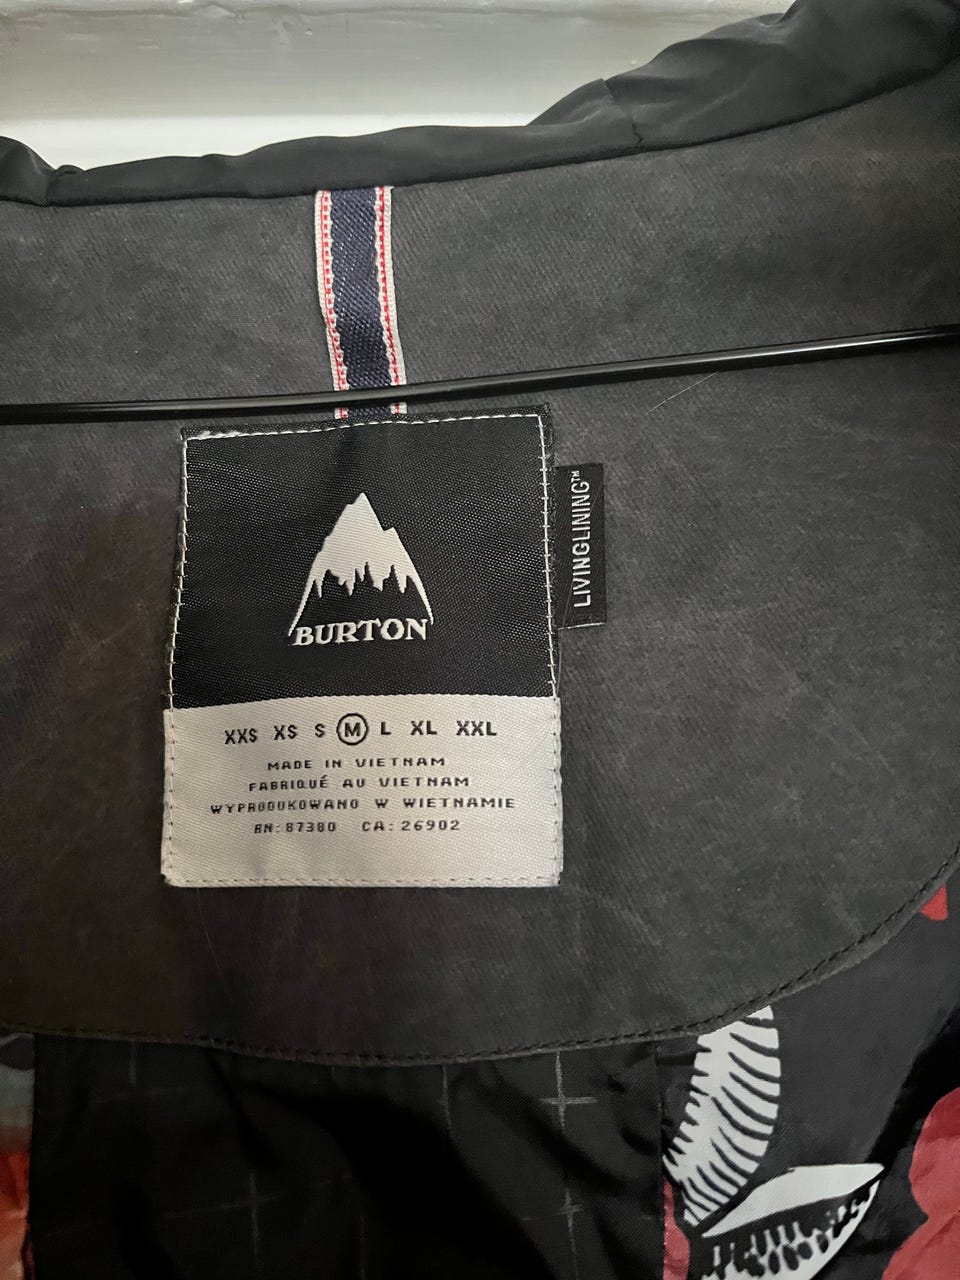 BURTON
LIVINGLINING™
XXS XS S M L XL XXL
MADE IN VIETNAM
FABRIQUÉ AU VIETNAM
WYPRODUKOWANO W WIETNAMIE
RN: 87380 CA: 26902